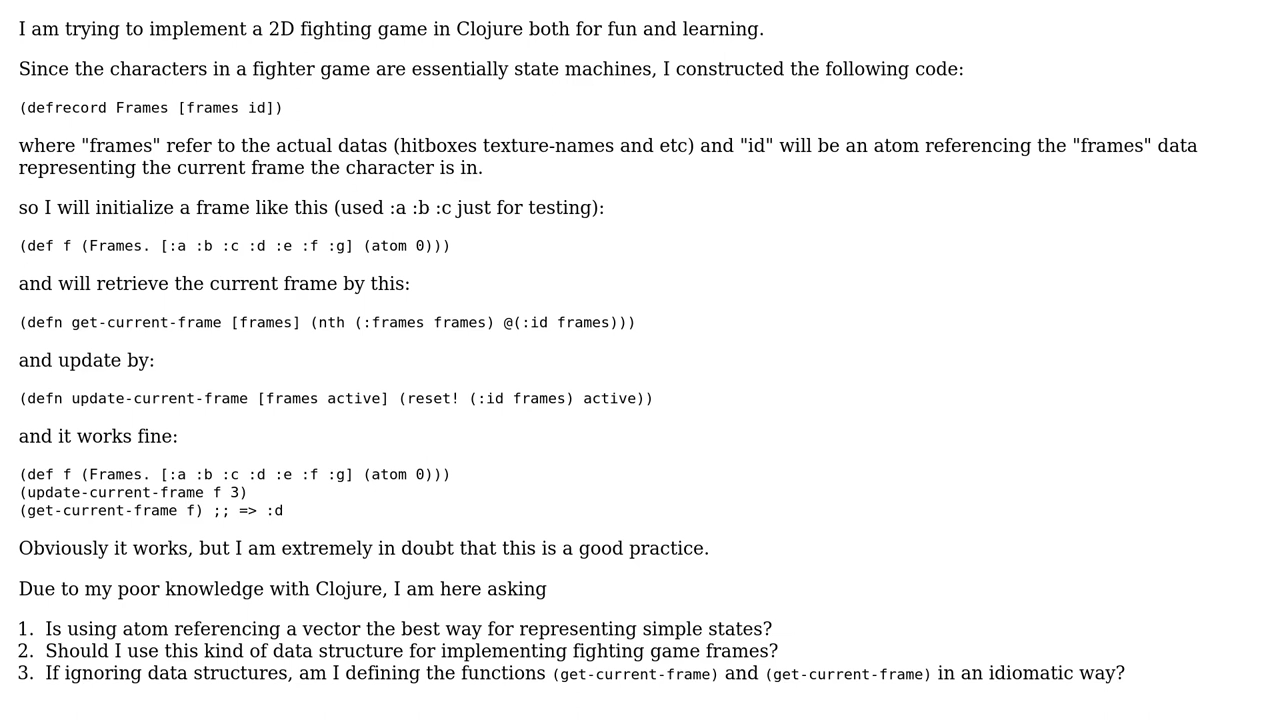 I am trying to implement a 2D fighting game in Clojure both for fun and learning.
Since the characters in a fighter game are essentially state machines, I constructed the following code:
(defrecord Frames [frames id])
where "frames" refer to the actual datas (hitboxes texture-names and etc) and "id" will be an atom referencing the "frames" data
representing the current frame the character is in.
so I will initialize a frame like this (used :a :b :c just for testing):
(def f (Frames. [:a :b :c :d :e :f :g] (atom 0)))
and will retrieve the current frame by this:
(defn get-current-frame [frames] (nth (:frames frames) @(:id frames)))
and update by:
(defn update-current-frame [frames active] (reset! (:id frames) active))
and it works fine:
(def f (Frames. [:a :b :c :d :e :f :g] (atom 0)))
(update-current-frame f 3)
(get-current-frame f) ;; => :d
Obviously it works, but I am extremely in doubt that this is a good practice.
Due to my poor knowledge with Clojure, I am here asking
1. Is using atom referencing a vector the best way for representing simple states?
2. Should I use this kind of data structure for implementing fighting game frames?
3. If ignoring data structures, am I defining the functions (get-current-frame) and (get-current-frame) in an idiomatic way?